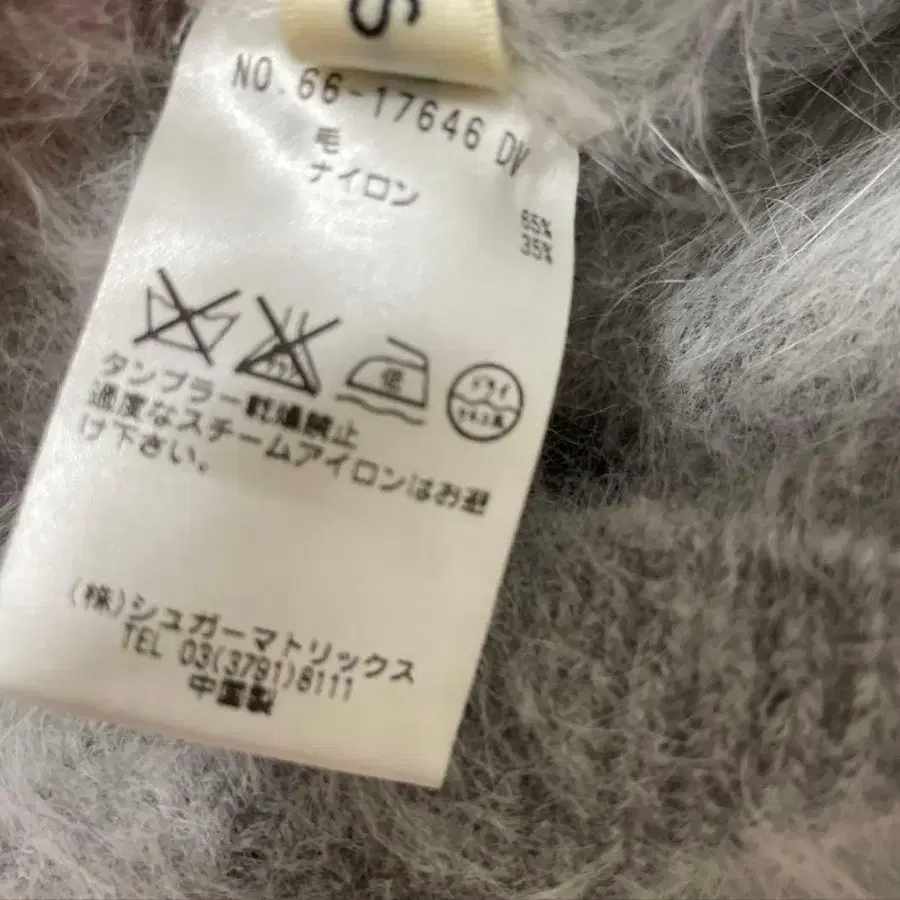 S
NO.66-17646 DV
毛 65%
ナイロン 35%
低
ドライ
タンブラー乾燥禁止
過度なスチームアイロンはお避
け下さい。
(株)シュガーマトリックス
TEL 03(3791)8111
中国製